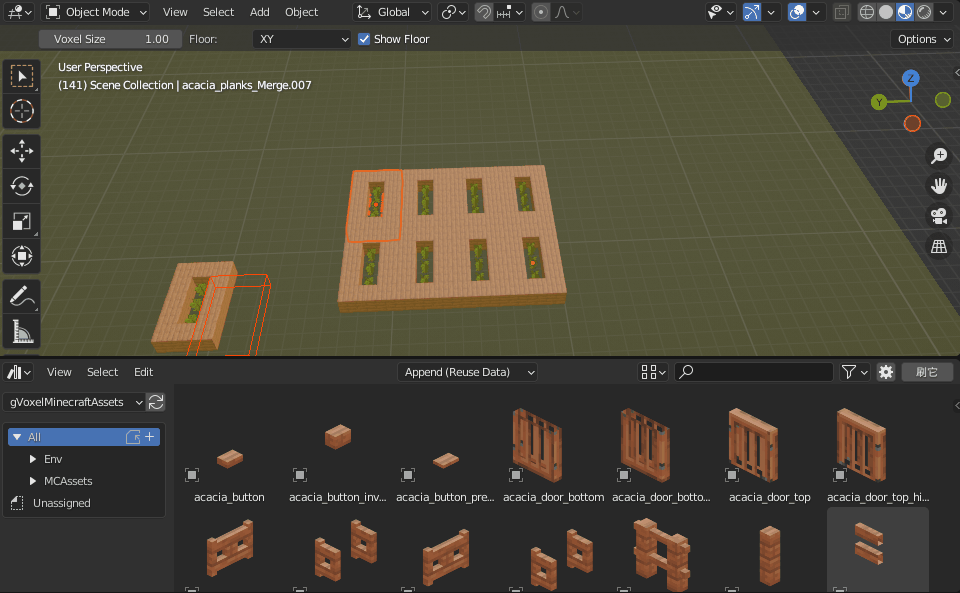 Object Mode View Select Add Object Global
Voxel Size 1.00 Floor: XY Show Floor Options
User Perspective
(141) Scene Collection | acacia_planks_Merge.007
Z
Y
View Select Edit Append (Reuse Data) 刷它
gVoxelMinecraftAssets
All
Env
MCAssets
Unassigned
acacia_button acacia_button_inv... acacia_button_pre... acacia_door_bottom acacia_door_botto... acacia_door_top acacia_door_top_hi...